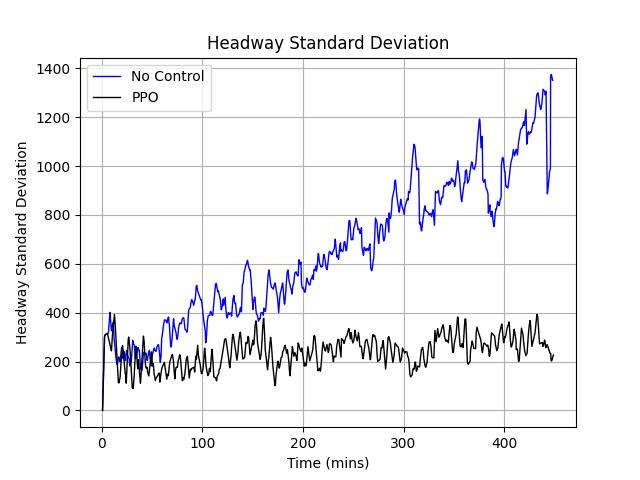 Headway Standard Deviation
No Control
PPO
Headway Standard Deviation
1400
1200
1000
800
600
400
200
0
0 100 200 300 400
Time (mins)